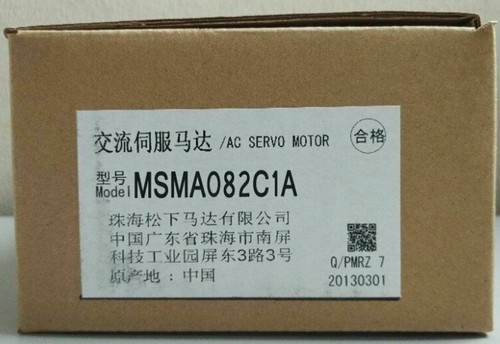 交流伺服马达 /AC SERVO MOTOR
合格
型号
Model MSMA082C1A
珠海松下马达有限公司
中国广东省珠海市南屏
科技工业园屏东3路3号
原产地：中国
Q/PMRZ 7
20130301